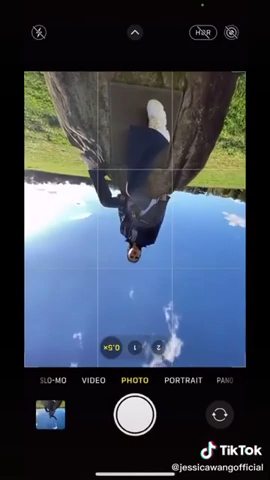 HDR
0.5×
1
2
SLO-MO VIDEO PHOTO PORTRAIT PANO
TikTok
@jessicawangofficial